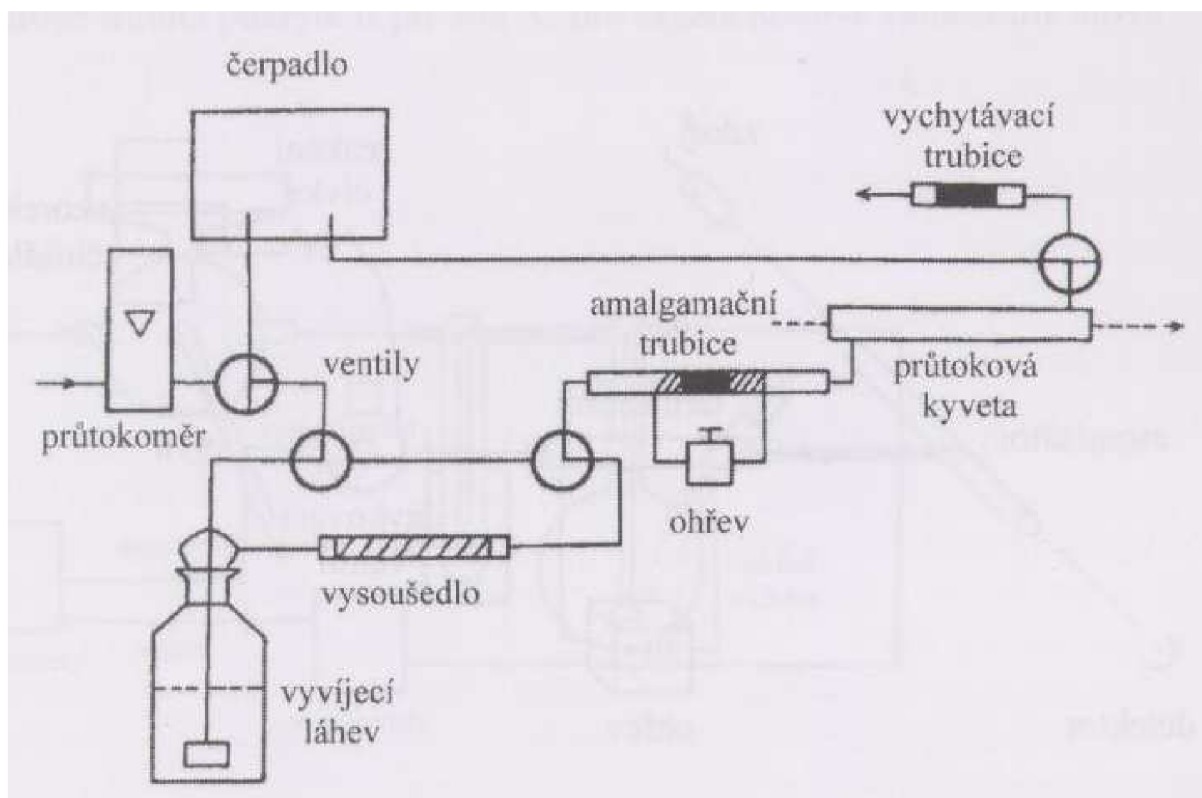 čerpadlo
vychytávací
trubice
amalgamační
trubice
ventily
průtoková
kyveta
průtokoměr
ohřev
vysoušedlo
vyvíjecí
láhev